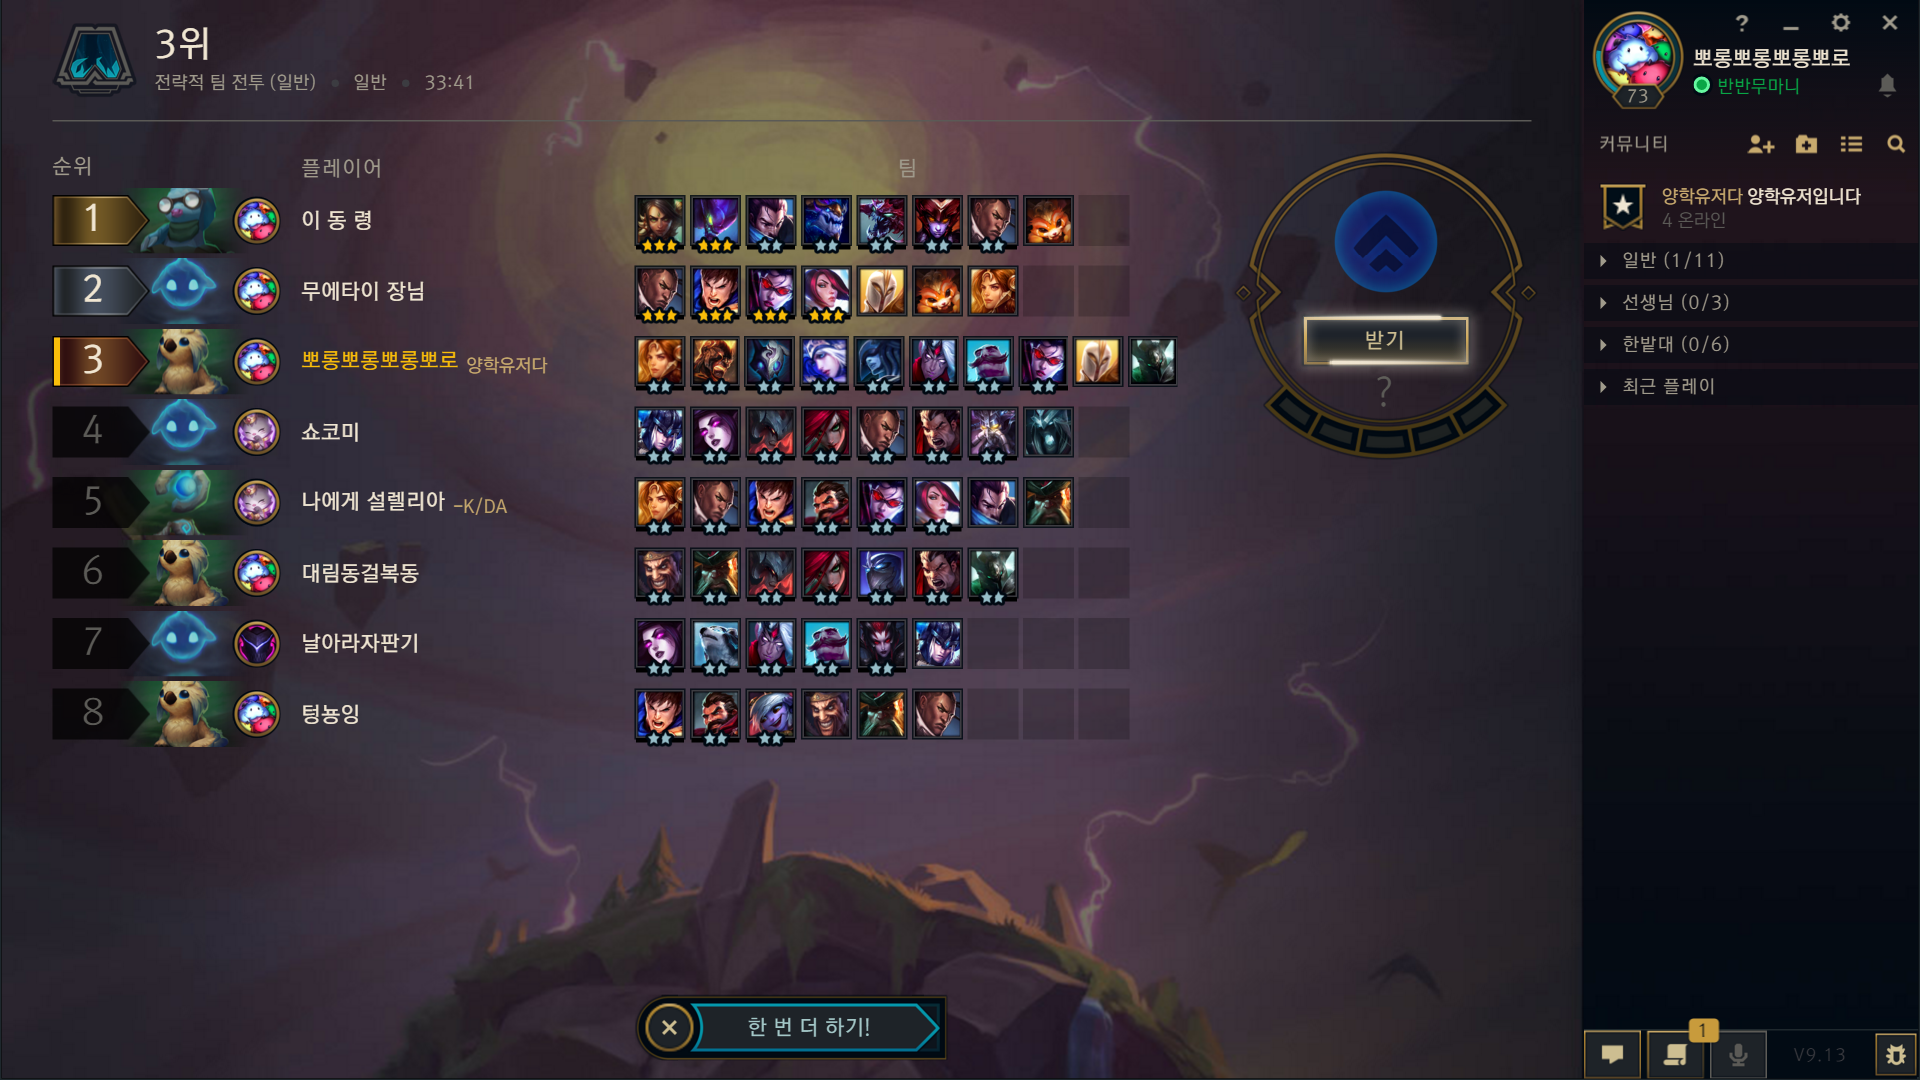 3위
전략적 팀 전투 (일반) • 일반 • 33:41
순위 플레이어 팀
1 이 동 령
2 무에타이 장님
3 뽀롱뽀롱뽀롱뽀로 양학유저다
4 쇼코미
5 나에게 설렐리아 -K/DA
6 대림동걸복동
7 날아라자판기
8 텅뇽잉
받기
?
한 번 더 하기!
?
뽀롱뽀롱뽀롱뽀로
73
반반무마니
커뮤니티
양학유저다 양학유저입니다
4 온라인
일반 (1/11)
선생님 (0/3)
한밭대 (0/6)
최근 플레이
1
V9.13